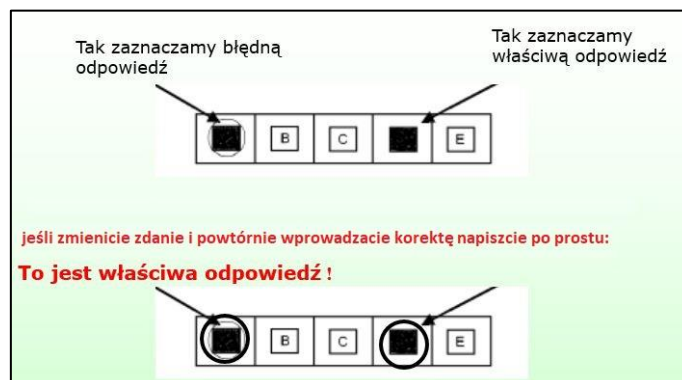 Tak zaznaczamy błędną
odpowiedź
Tak zaznaczamy
właściwą odpowiedź
B C E
jeśli zmienicie zdanie i powtórnie wprowadzacie korektę napiszcie po prostu:
To jest właściwa odpowiedź !
B C E